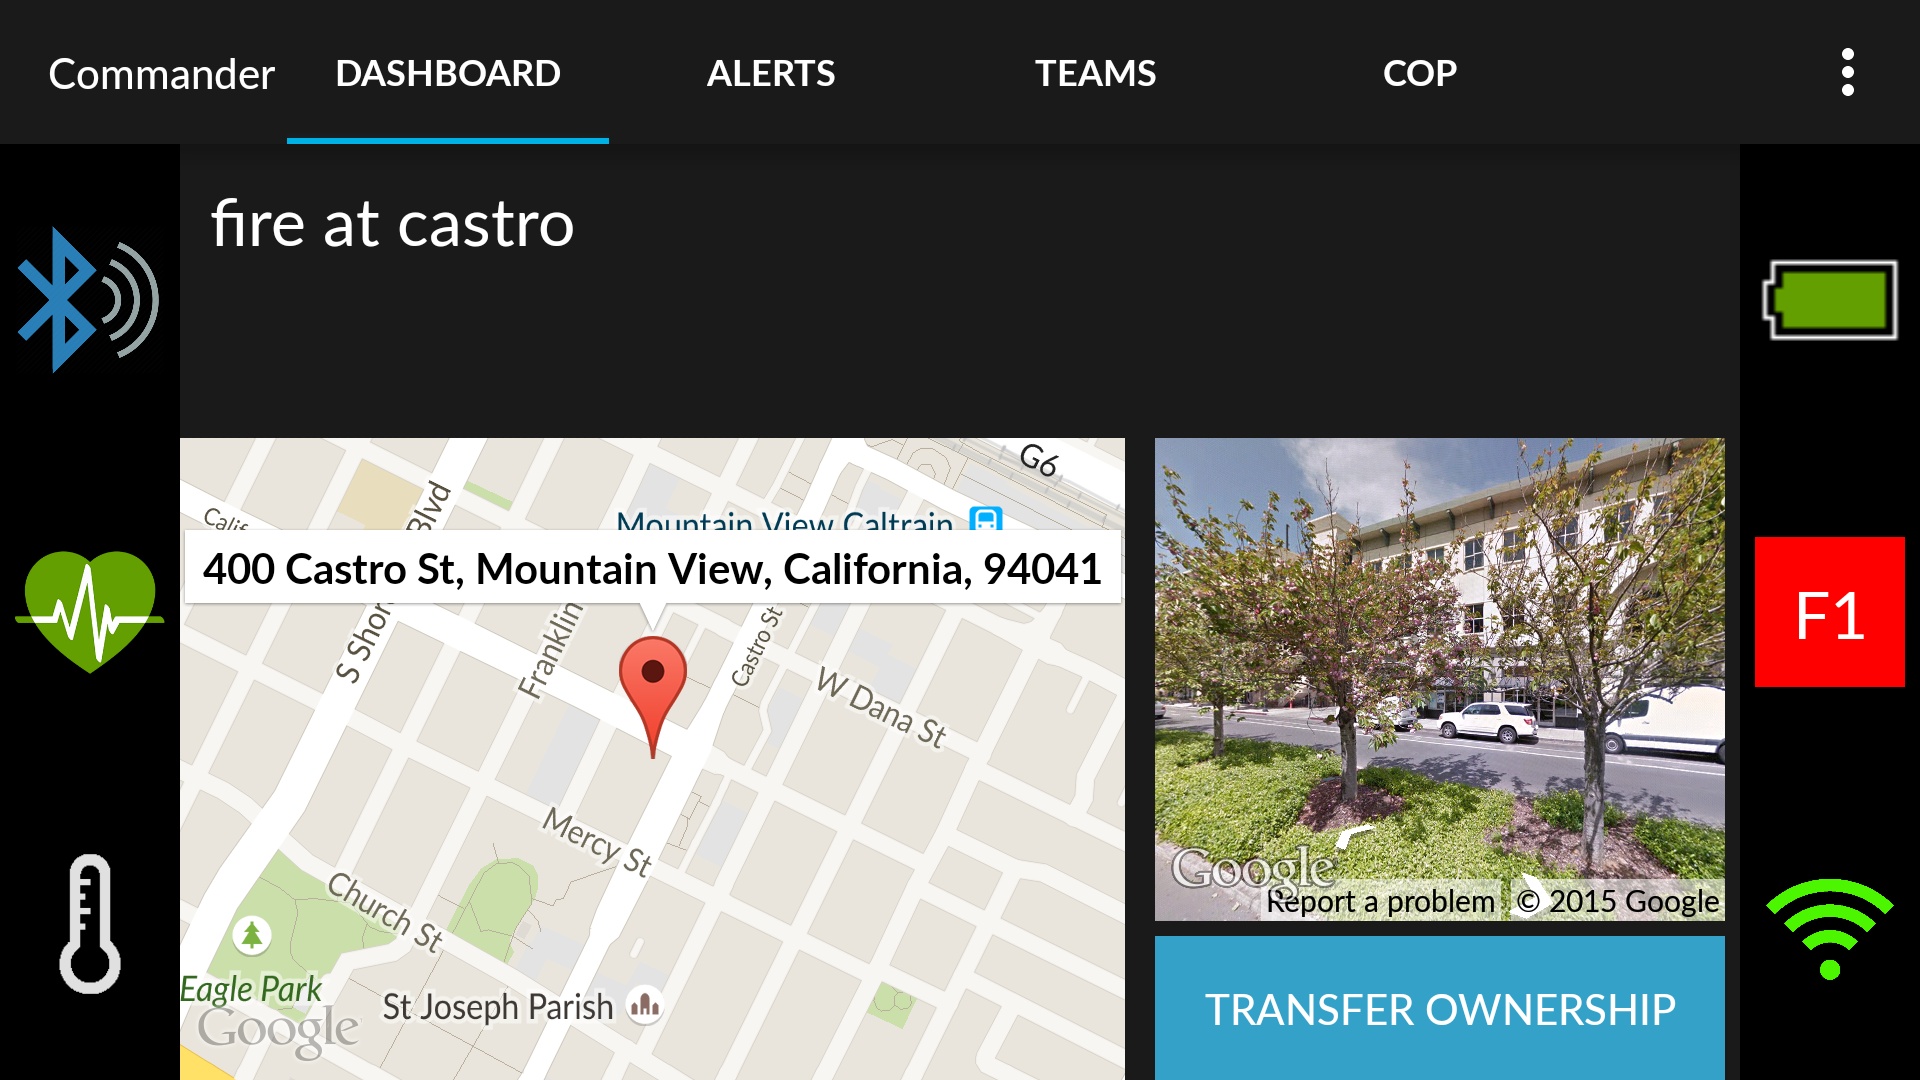 Commander DASHBOARD ALERTS TEAMS COP
fire at castro
G6
Calif
Blvd
Mountain View Caltrain
400 Castro St, Mountain View, California, 94041
S Shor
Franklin
Castro St
W Dana St
Mercy St
Church St
Eagle Park
St Joseph Parish
Google
Google
Report a problem © 2015 Google
F1
TRANSFER OWNERSHIP